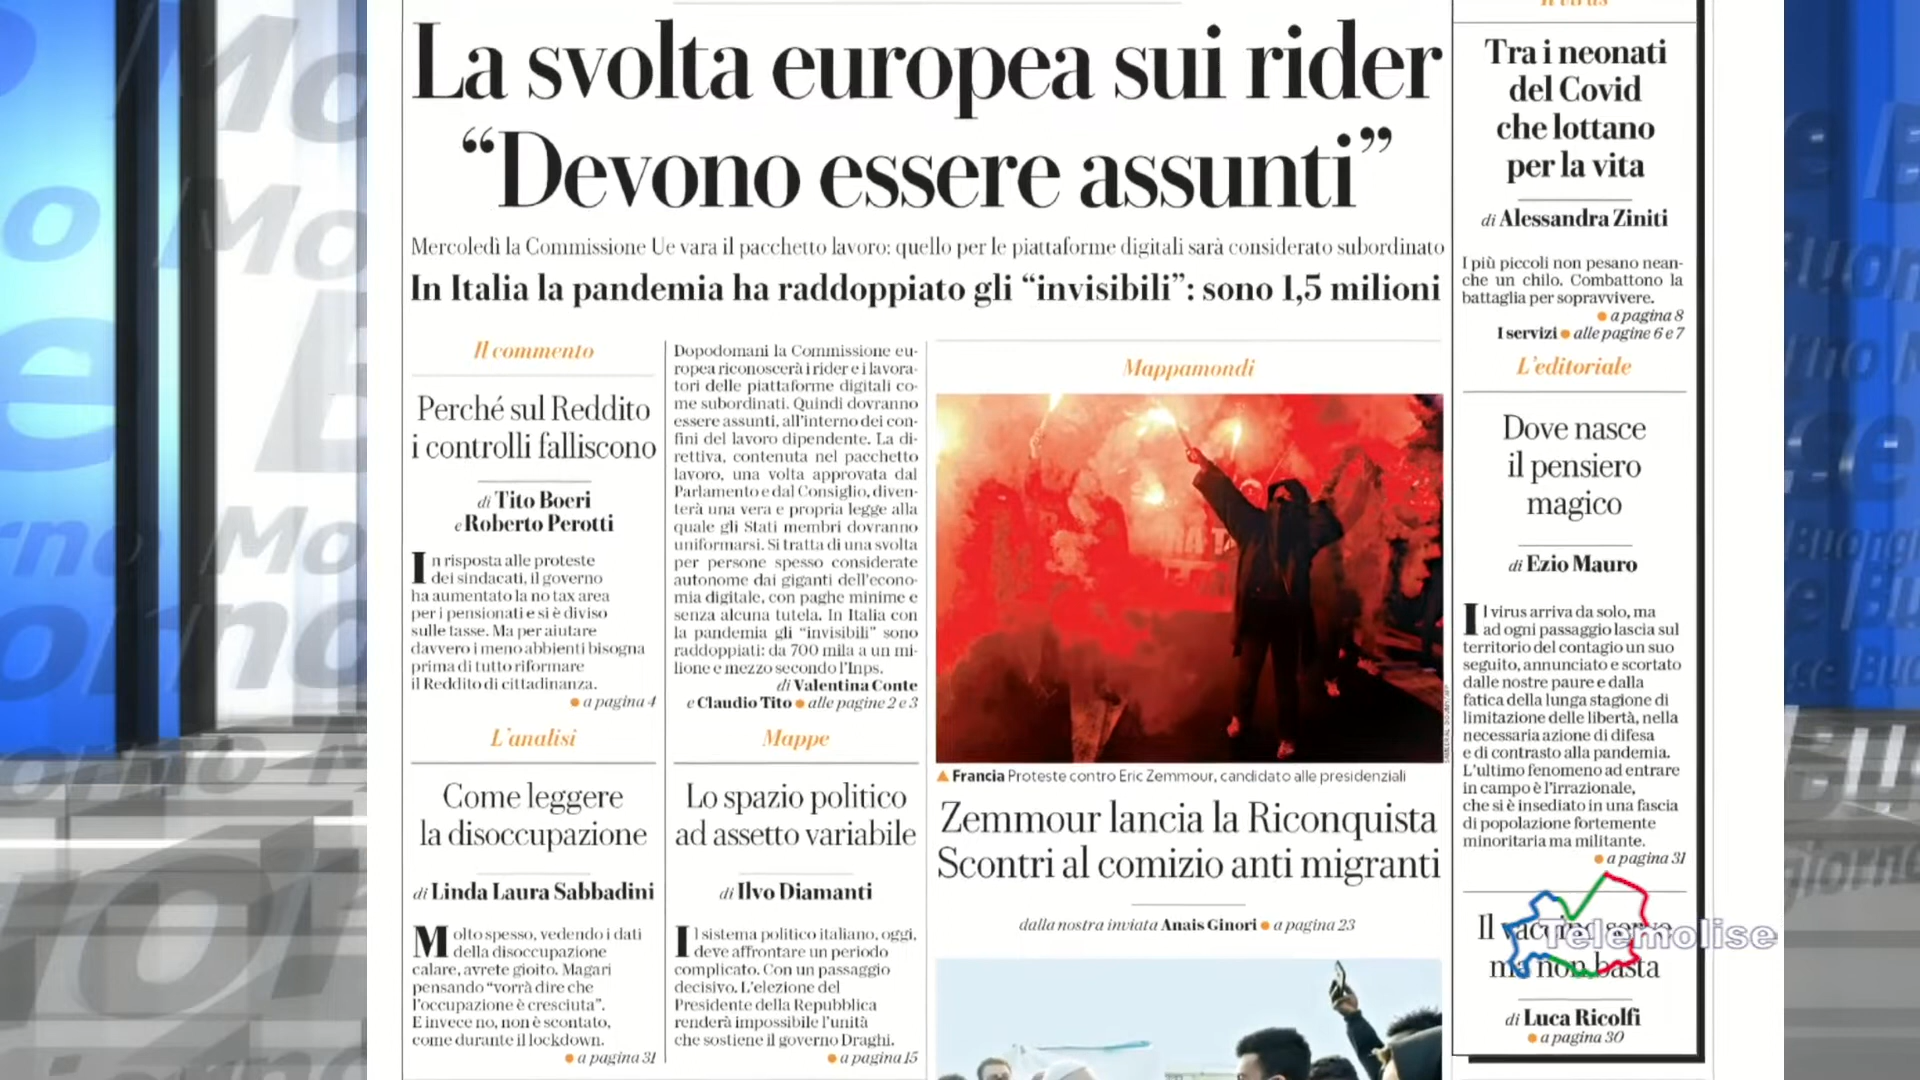 La svolta europea sui rider
“Devono essere assunti”
Mercoledì la Commissione Ue vara il pacchetto lavoro: quello per le piattaforme digitali sarà considerato subordinato
In Italia la pandemia ha raddoppiato gli “invisibili”: sono 1,5 milioni
Il commento
Perché sul Reddito
i controlli falliscono
di Tito Boeri
e Roberto Perotti
In risposta alle proteste
dei sindacati, il governo
ha aumentato la no tax area
per i pensionati e si è diviso
sulle tasse. Ma per aiutare
davvero i meno abbienti bisogna
prima di tutto riformare
il Reddito di cittadinanza.
a pagina 4
L'analisi
Come leggere
la disoccupazione
di Linda Laura Sabbadini
Molto spesso, vedendo i dati
della disoccupazione
calare, avrete gioito. Magari
pensando “vorrà dire che
l'occupazione è cresciuta”.
E invece no, non è scontato,
come durante il lockdown.
a pagina 31
Dopodomani la Commissione eu-
ropea riconoscerà i rider e i lavora-
tori delle piattaforme digitali co-
me subordinati. Quindi dovranno
essere assunti, all'interno dei con-
fini del lavoro dipendente. La di-
rettiva, contenuta nel pacchetto
lavoro, una volta approvata dal
Parlamento e dal Consiglio, diven-
terà una vera e propria legge alla
quale gli Stati membri dovranno
uniformarsi. Si tratta di una svolta
per persone spesso considerate
autonome dai giganti dell'econo-
mia digitale, con paghe minime e
senza alcuna tutela. In Italia con
la pandemia gli “invisibili” sono
raddoppiati: da 700 mila a un mi-
lione e mezzo secondo l'Inps.
di Valentina Conte
e Claudio Tito alle pagine 2 e 3
Mappe
Lo spazio politico
ad assetto variabile
di Ilvo Diamanti
Il sistema politico italiano, oggi,
deve affrontare un periodo
complicato. Con un passaggio
decisivo. L'elezione del
Presidente della Repubblica
renderà impossibile l'unità
che sostiene il governo Draghi.
a pagina 15
Mappamondi
Francia Proteste contro Eric Zemmour, candidato alle presidenziali
Zemmour lancia la Riconquista
Scontri al comizio anti migranti
dalla nostra inviata Anais Ginori a pagina 23
Tra i neonati
del Covid
che lottano
per la vita
di Alessandra Ziniti
I più piccoli non pesano nean-
che un chilo. Combattono la
battaglia per sopravvivere.
a pagina 8
I servizi alle pagine 6 e 7
L'editoriale
Dove nasce
il pensiero
magico
di Ezio Mauro
Il virus arriva da solo, ma
ad ogni passaggio lascia sul
territorio del contagio un suo
seguito, annunciato e scortato
dalle nostre paure e dalla
fatica della lunga stagione di
limitazione delle libertà, nella
necessaria azione di difesa
e di contrasto alla pandemia.
L'ultimo fenomeno ad entrare
in campo è l'irrazionale,
che si è insediato in una fascia
di popolazione fortemente
minoritaria ma militante.
a pagina 31
Il vaccino serve
ma non basta
di Luca Ricolfi
a pagina 30
Telemolise